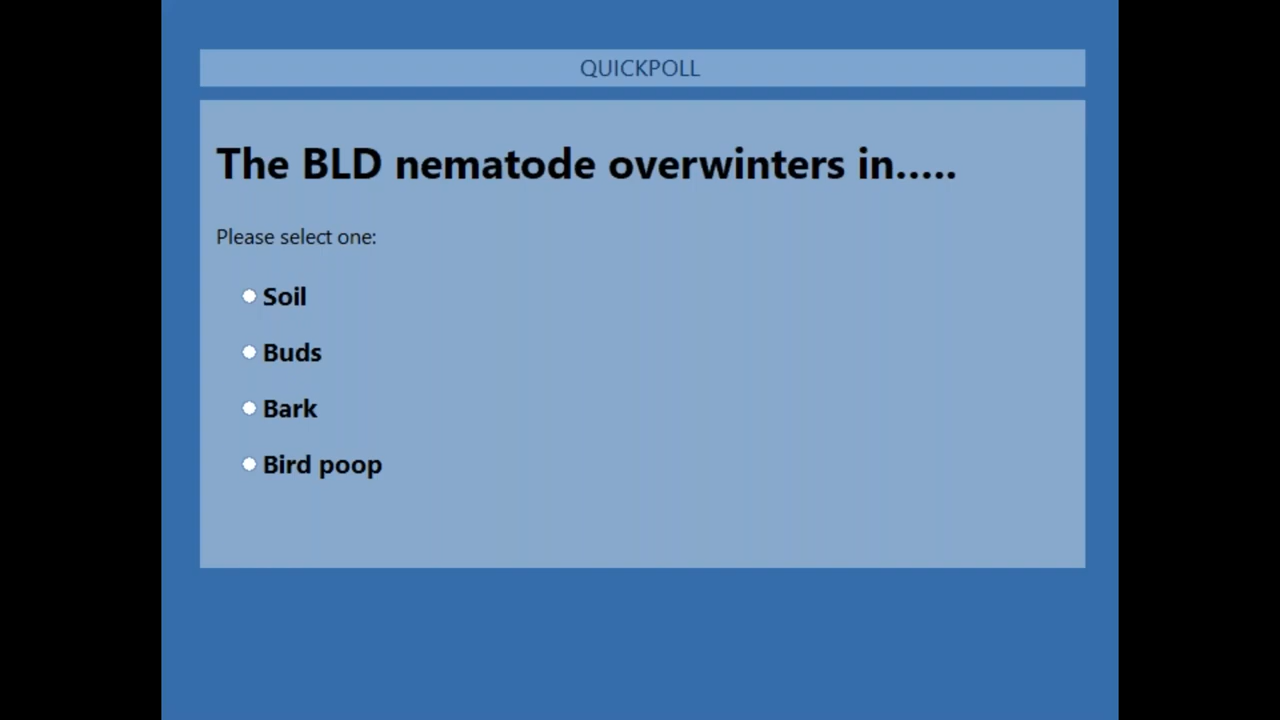 QUICKPOLL
The BLD nematode overwinters in.....
Please select one:
Soil
Buds
Bark
Bird poop